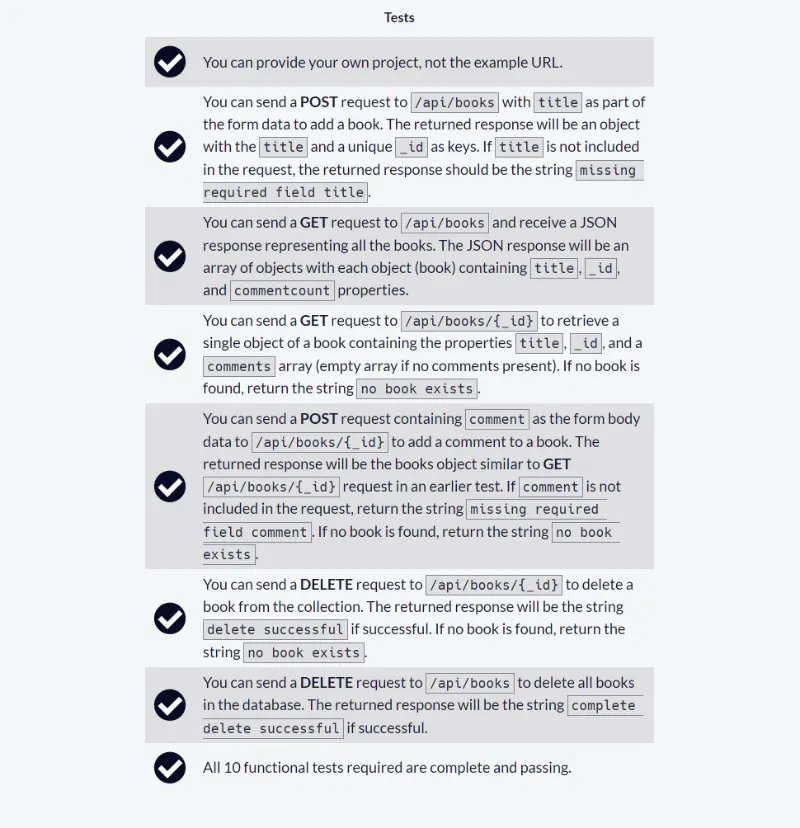 Tests
You can provide your own project, not the example URL.
You can send a POST request to /api/books with title as part of
the form data to add a book. The returned response will be an object
with the title and a unique _id as keys. If title is not included
in the request, the returned response should be the string missing
required field title.
You can send a GET request to /api/books and receive a JSON
response representing all the books. The JSON response will be an
array of objects with each object (book) containing title, _id,
and commentcount properties.
You can send a GET request to /api/books/{_id} to retrieve a
single object of a book containing the properties title, _id, and a
comments array (empty array if no comments present). If no book is
found, return the string no book exists.
You can send a POST request containing comment as the form body
data to /api/books/{_id} to add a comment to a book. The
returned response will be the books object similar to GET
/api/books/{_id} request in an earlier test. If comment is not
included in the request, return the string missing required
field comment. If no book is found, return the string no book
exists.
You can send a DELETE request to /api/books/{_id} to delete a
book from the collection. The returned response will be the string
delete successful if successful. If no book is found, return the
string no book exists.
You can send a DELETE request to /api/books to delete all books
in the database. The returned response will be the string complete
delete successful if successful.
All 10 functional tests required are complete and passing.